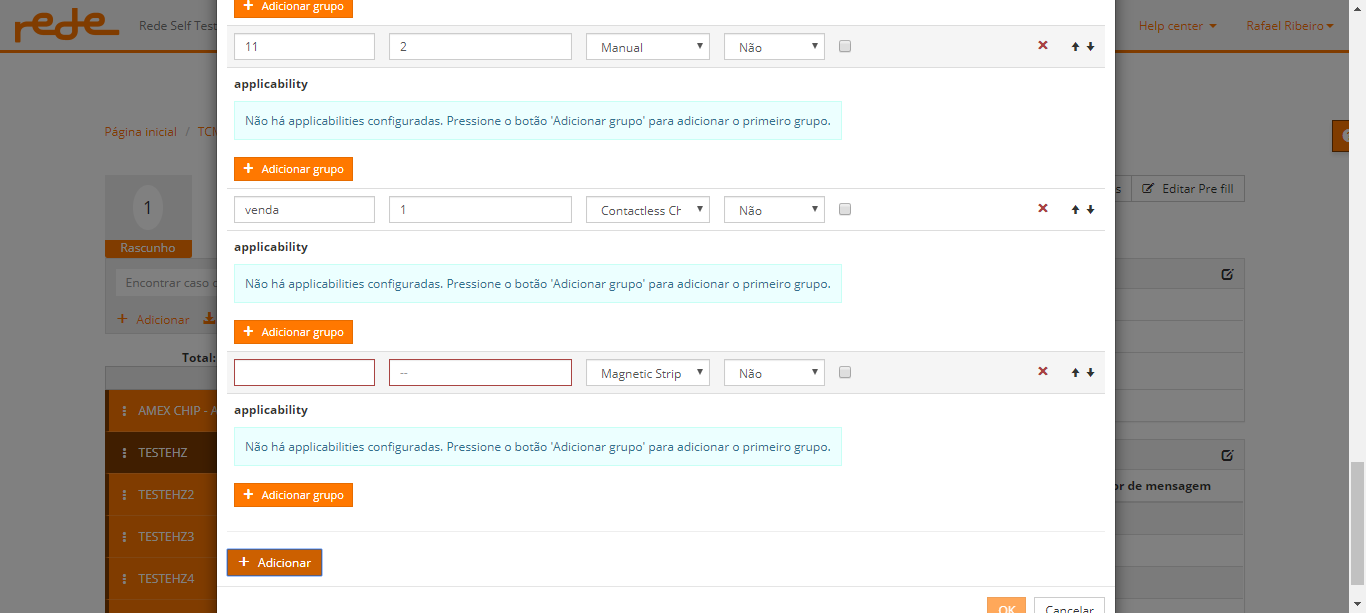 Adicionar grupo
rede
Rede Self Test
Help center
Rafael Ribeiro
11 2 Manual Não
applicability
Não há applicabilities configuradas. Pressione o botão 'Adicionar grupo' para adicionar o primeiro grupo.
Página inicial /
Adicionar grupo
Editar Pre fill
1
venda 1 Contactless Ch Não
Rascunho
applicability
Encontrar caso
Não há applicabilities configuradas. Pressione o botão 'Adicionar grupo' para adicionar o primeiro grupo.
Adicionar
Adicionar grupo
Total:
-- Magnetic Strip Não
AMEX CHIP -
applicability
TESTEHZ
Não há applicabilities configuradas. Pressione o botão 'Adicionar grupo' para adicionar o primeiro grupo.
de mensagem
TESTEHZ2
Adicionar grupo
TESTEHZ3
Adicionar
TESTEHZ4
OK Cancelar